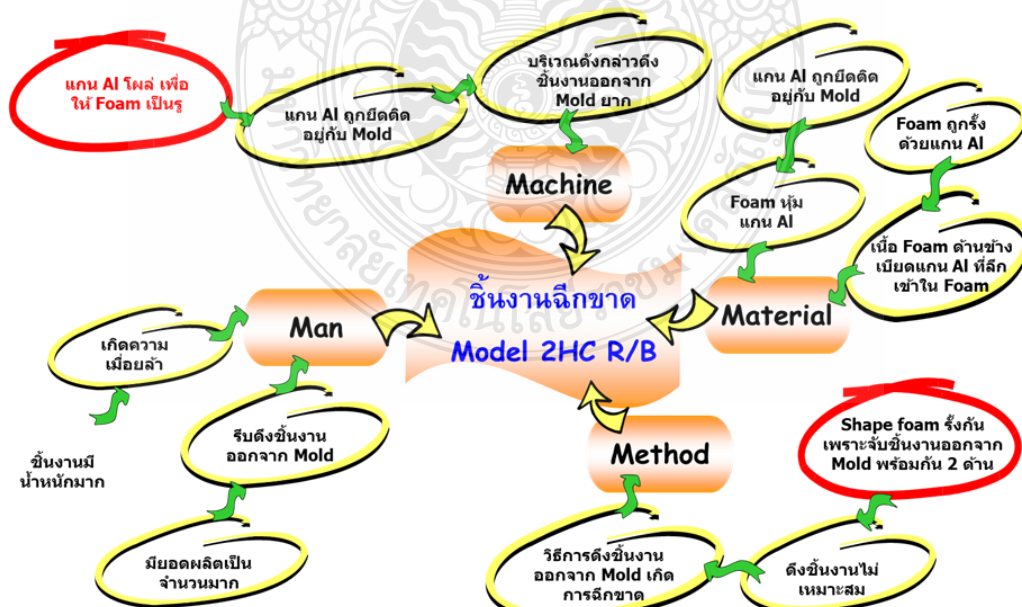 แกน Al โผล่ เพื่อ
ให้ Foam เป็นรู
แกน Al ถูกยึดติด
อยู่กับ Mold
บริเวณดังกล่าวดึง
ชิ้นงานออกจาก
Mold ยาก
Machine
แกน Al ถูกยึดติด
อยู่กับ Mold
Foam ถูกรั้ง
ด้วยแกน Al
Foam หุ้ม
แกน Al
เนื้อ Foam ด้านข้าง
เบียดแกน Al ที่ลึก
เข้าใน Foam
Material
ชิ้นงานฉีกขาด
Model 2HC R/B
Man
เกิดความ
เมื่อยล้า
ชิ้นงานมี
น้ำหนักมาก
รีบดึงชิ้นงาน
ออกจาก Mold
มียอดผลิตเป็น
จำนวนมาก
Method
วิธีการดึงชิ้นงาน
ออกจาก Mold เกิด
การฉีกขาด
ดึงชิ้นงานไม่
เหมาะสม
Shape foam รั้งกัน
เพราะจับชิ้นงานออกจาก
Mold พร้อมกัน 2 ด้าน